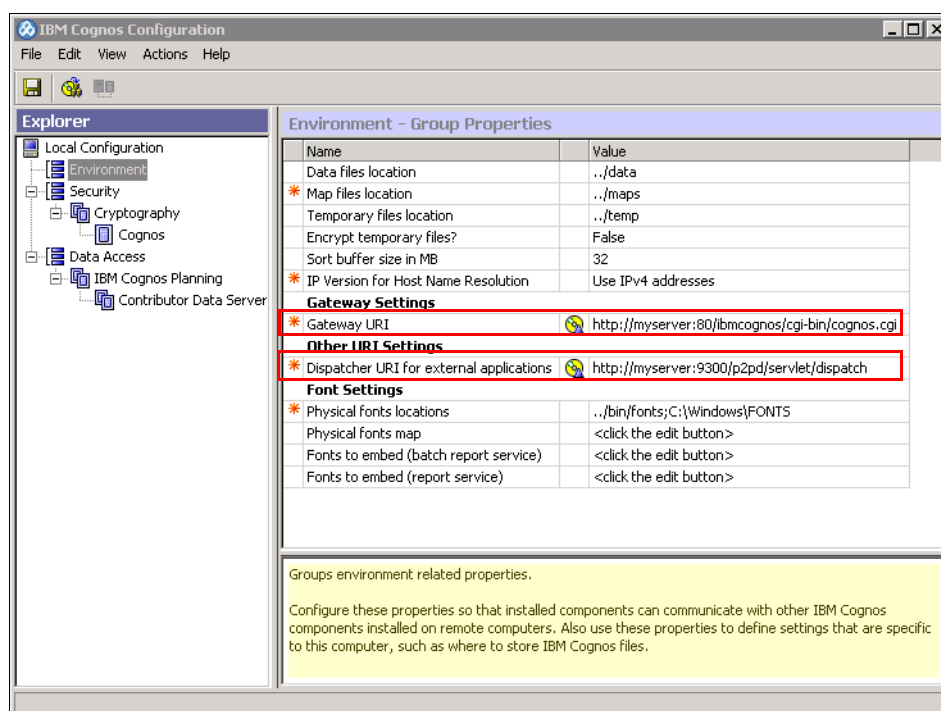 IBM Cognos Configuration
File Edit View Actions Help
Explorer
Local Configuration
Environment
Security
Cryptography
Cognos
Data Access
IBM Cognos Planning
Contributor Data Server
Environment - Group Properties
Name Value
Data files location ../data
* Map files location ../maps
Temporary files location ../temp
Encrypt temporary files? False
Sort buffer size in MB 32
* IP Version for Host Name Resolution Use IPv4 addresses
Gateway Settings
* Gateway URI http://myserver:80/ibmcognos/cgi-bin/cognos.cgi
Other URI Settings
* Dispatcher URI for external applications http://myserver:9300/p2pd/servlet/dispatch
Font Settings
* Physical fonts locations ../bin/fonts;C:\Windows\FONTS
Physical fonts map <click the edit button>
Fonts to embed (batch report service) <click the edit button>
Fonts to embed (report service) <click the edit button>
Groups environment related properties.
Configure these properties so that installed components can communicate with other IBM Cognos
components installed on remote computers. Also use these properties to define settings that are specific
to this computer, such as where to store IBM Cognos files.